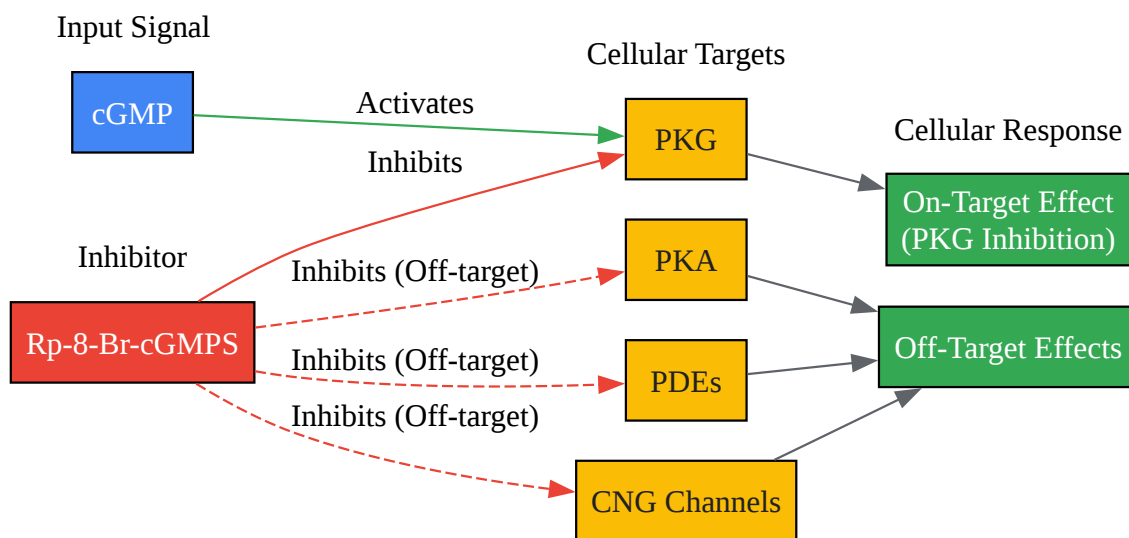 Input Signal
cGMP
Activates
Inhibits
Inhibitor
Rp-8-Br-cGMPS
Inhibits (Off-target)
Inhibits (Off-target)
Inhibits (Off-target)
Cellular Targets
PKG
PKA
PDEs
CNG Channels
Cellular Response
On-Target Effect
(PKG Inhibition)
Off-Target Effects